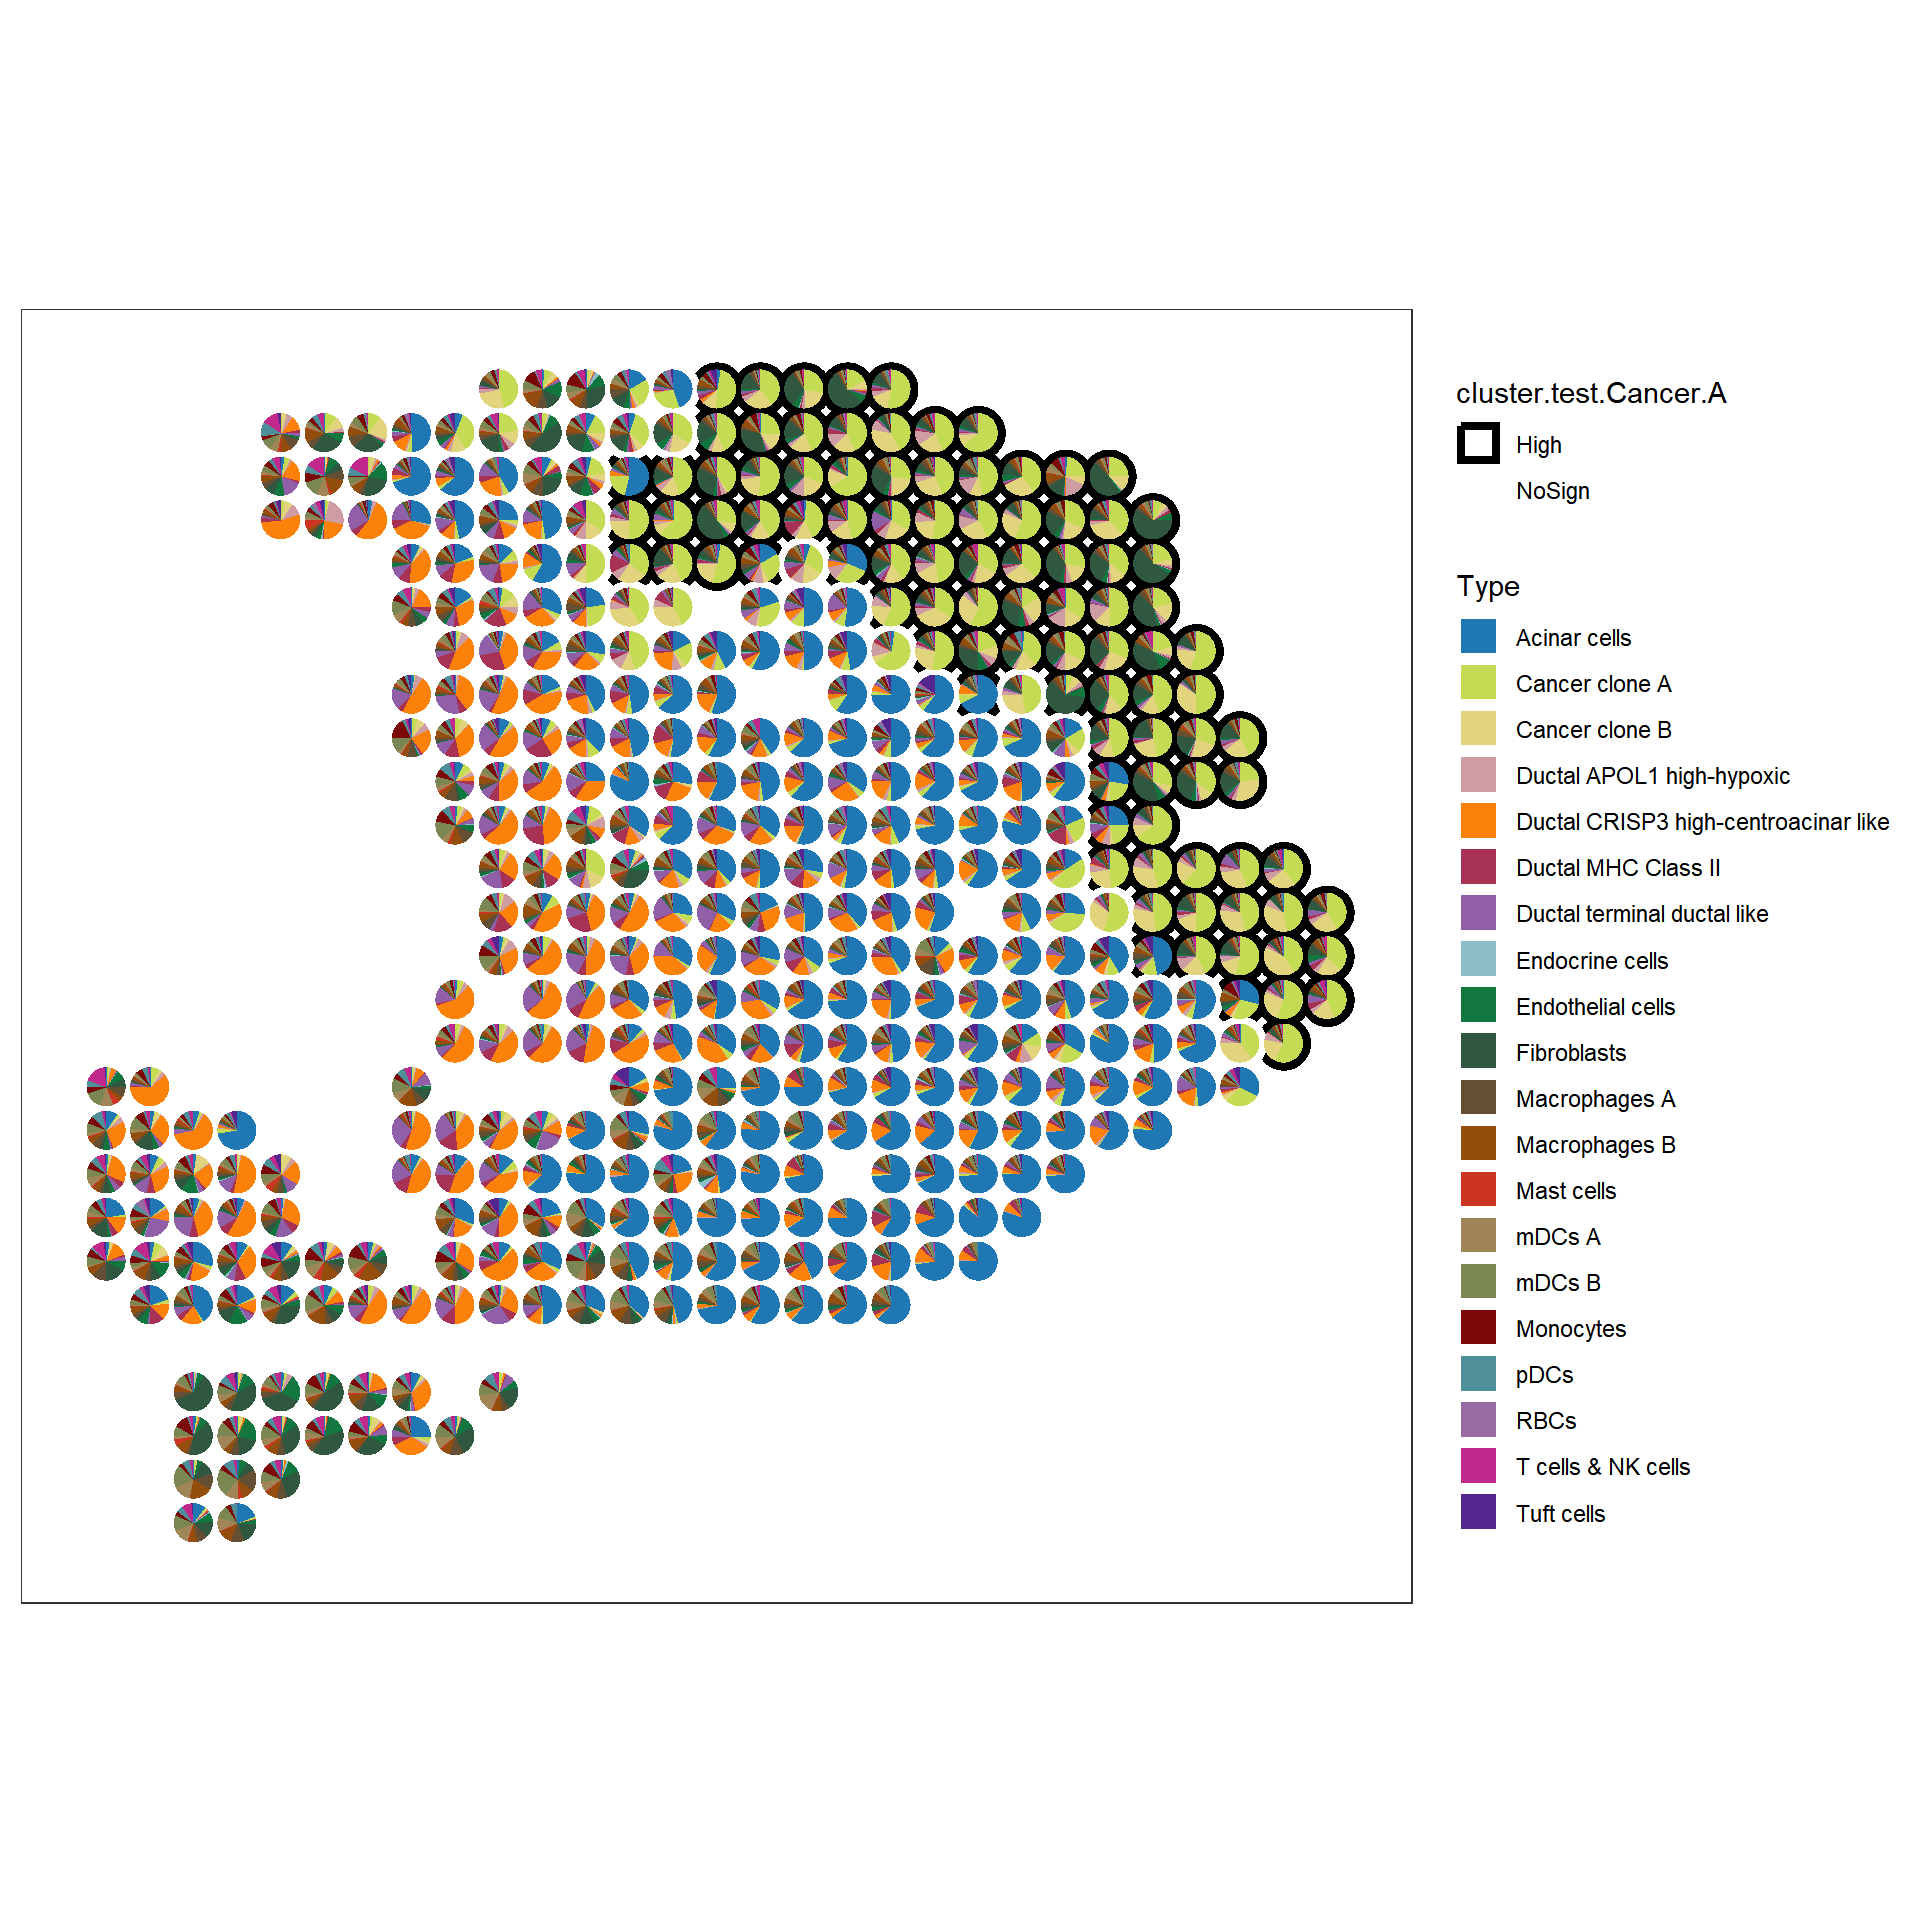 cluster.test.Cancer.A
High
NoSign
Type
Acinar cells
Cancer clone A
Cancer clone B
Ductal APOL1 high-hypoxic
Ductal CRISP3 high-centroacinar like
Ductal MHC Class II
Ductal terminal ductal like
Endocrine cells
Endothelial cells
Fibroblasts
Macrophages A
Macrophages B
Mast cells
mDCs A
mDCs B
Monocytes
pDCs
RBCs
T cells & NK cells
Tuft cells